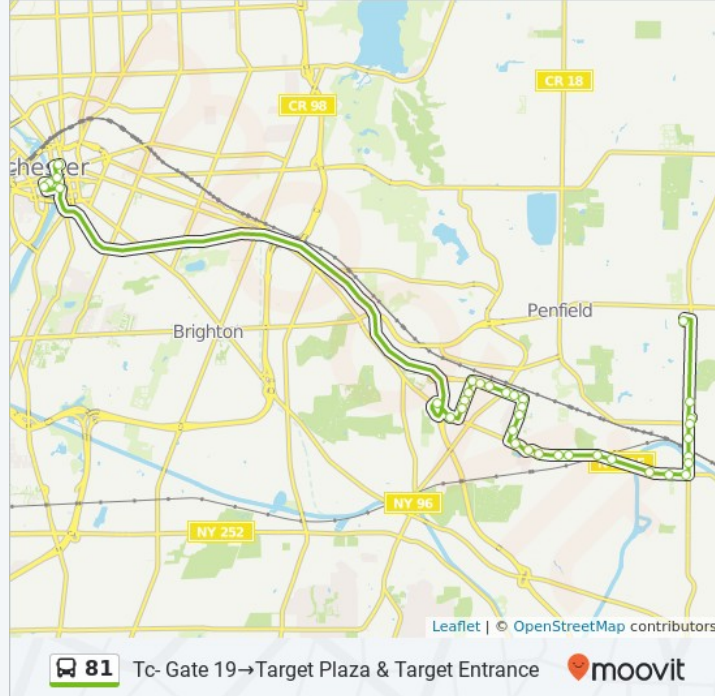 CR 18
CR 98
chester
Penfield
Brighton
NY 96
NY 252
Leaflet | © OpenStreetMap contributors
81 Tc- Gate 19→Target Plaza & Target Entrance moovit